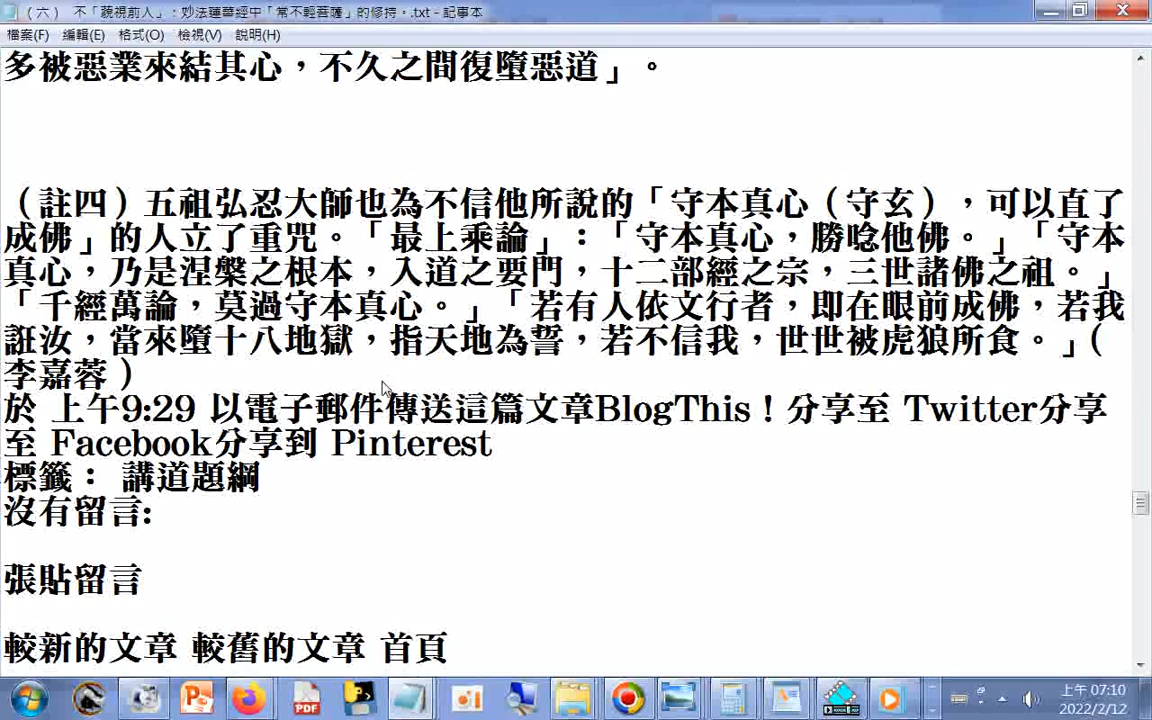 （六） 不「藐視前人」：妙法蓮華經中「常不輕菩薩」的修持。.txt - 記事本
檔案(F) 編輯(E) 格式(O) 檢視(V) 說明(H)
多被惡業來結其心，不久之間復墮惡道」。
（註四）五祖弘忍大師也為不信他所說的「守本真心（守玄），可以直了
成佛」的人立了重咒。「最上乘論」：「守本真心，勝唸他佛。」「守本
真心，乃是涅槃之根本，入道之要門，十二部經之宗，三世諸佛之祖。」
「千經萬論，莫過守本真心。」「若有人依文行者，即在眼前成佛，若我
誑汝，當來墮十八地獄，指天地為誓，若不信我，世世被虎狼所食。」（
李嘉蓉）
於 上午9:29 以電子郵件傳送這篇文章BlogThis！分享至 Twitter分享
至 Facebook分享到 Pinterest
標籤： 講道題綱
沒有留言:
張貼留言
較新的文章 較舊的文章 首頁
上午 07:10
2022/2/12